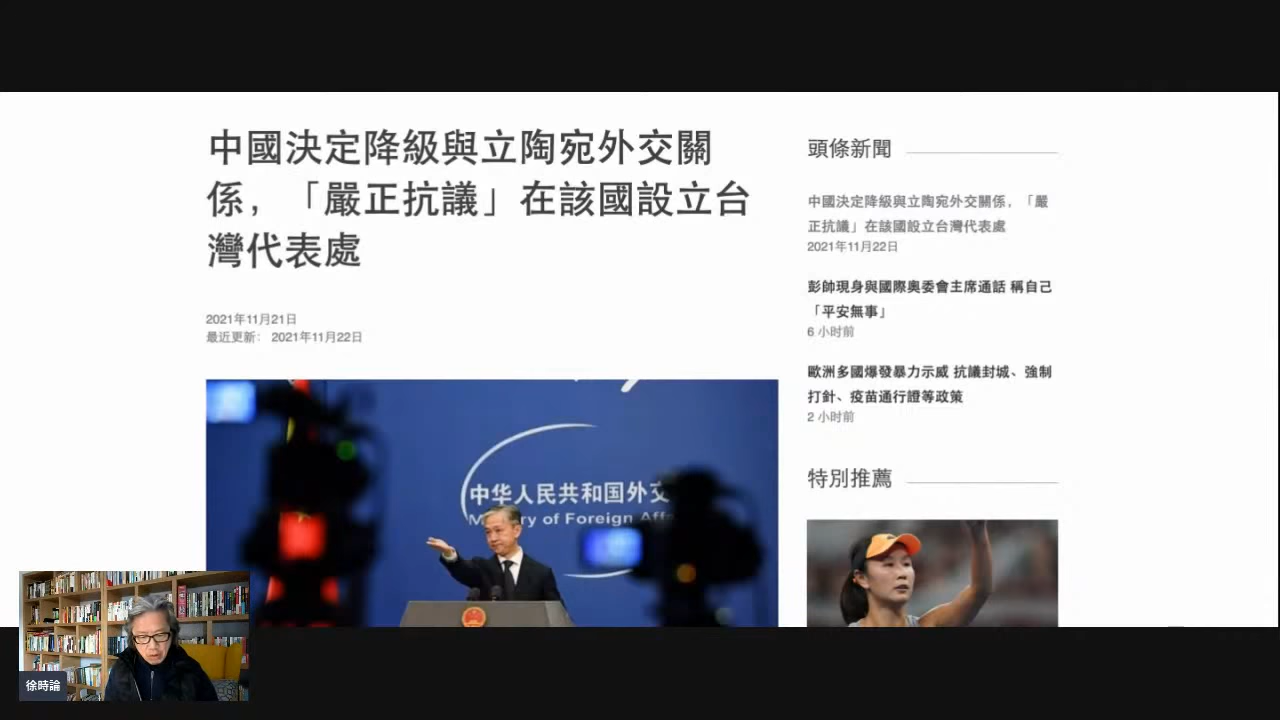 中國決定降級與立陶宛外交關
係，「嚴正抗議」在該國設立台
灣代表處
2021年11月21日
最近更新： 2021年11月22日
中华人民共和国外交
Ministry of Foreign Affa
徐時論
頭條新聞
中國決定降級與立陶宛外交關係，「嚴
正抗議」在該國設立台灣代表處
2021年11月22日
彭帥現身與國際奧委會主席通話 稱自己
「平安無事」
6 小时前
歐洲多國爆發暴力示威 抗議封城、強制
打針、疫苗通行證等政策
2 小时前
特別推薦